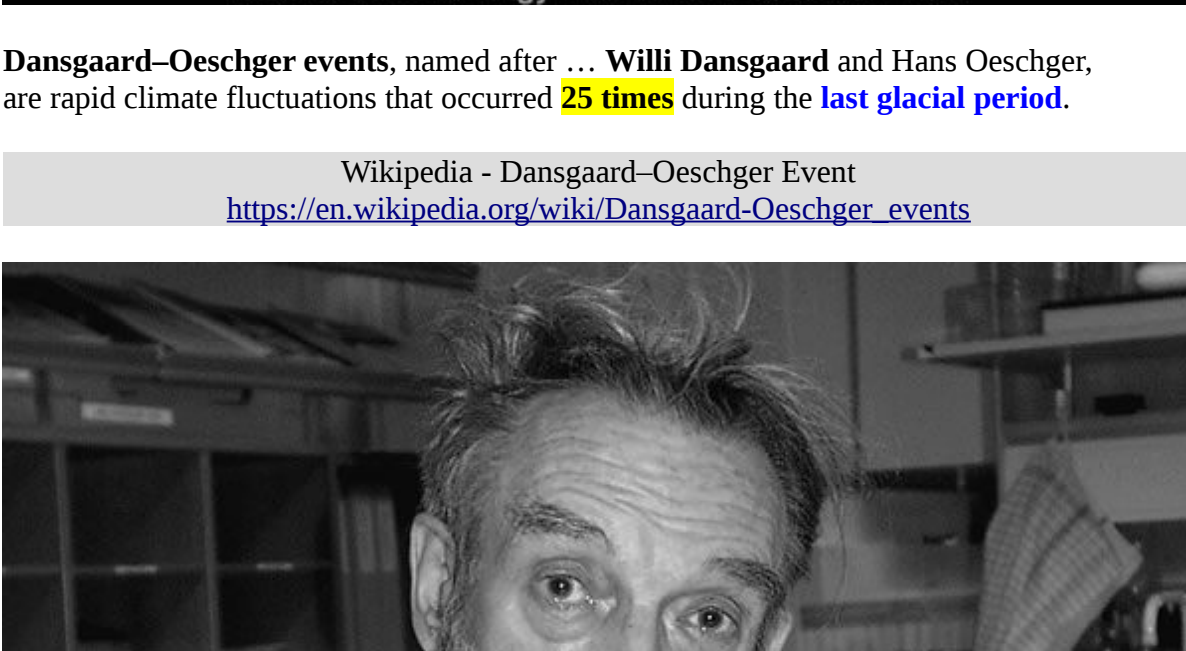 Dansgaard–Oeschger events, named after … Willi Dansgaard and Hans Oeschger,
are rapid climate fluctuations that occurred 25 times during the last glacial period.
Wikipedia - Dansgaard–Oeschger Event
https://en.wikipedia.org/wiki/Dansgaard-Oeschger_events